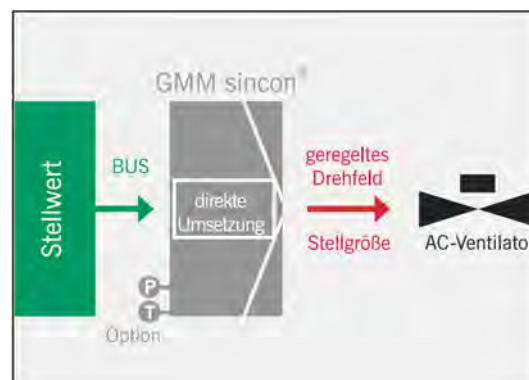 GMM sincon®
Stellwert
BUS
direkte
Umsetzung
geregeltes
Drehfeld
Stellgröße
AC-Ventilato
P
T
Option